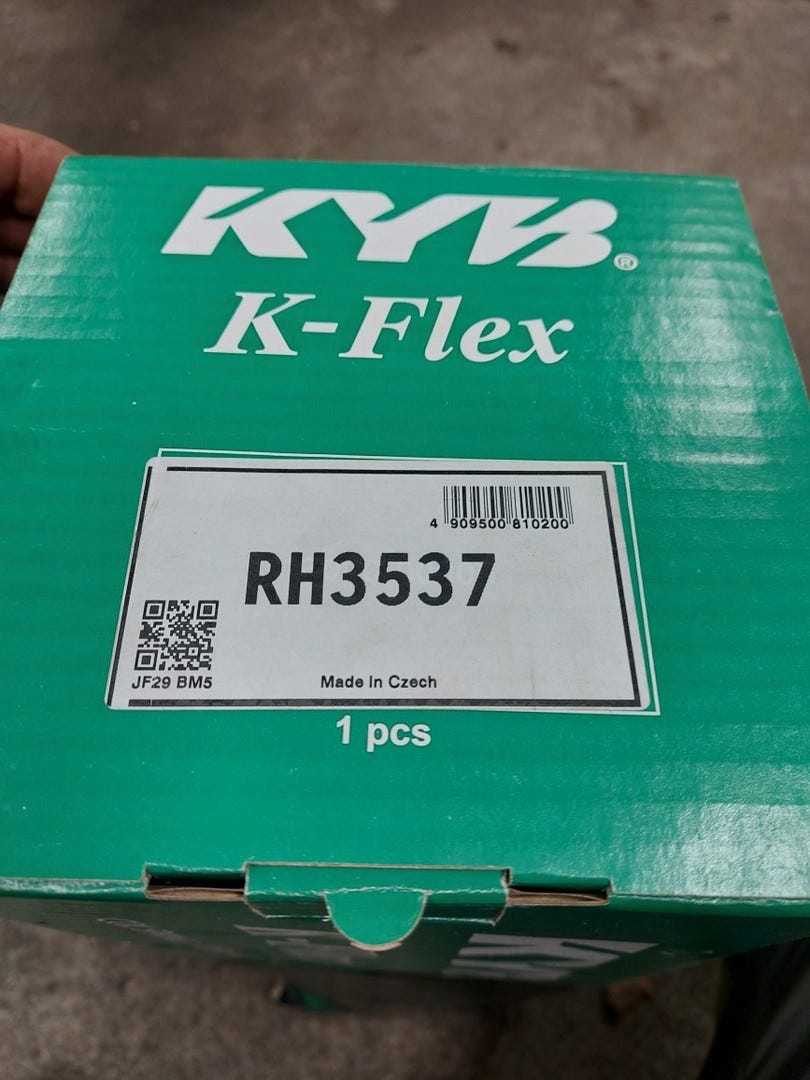 KYB®
K-Flex
4 909500 810200
RH3537
JF29 BM5
Made in Czech
1 pcs